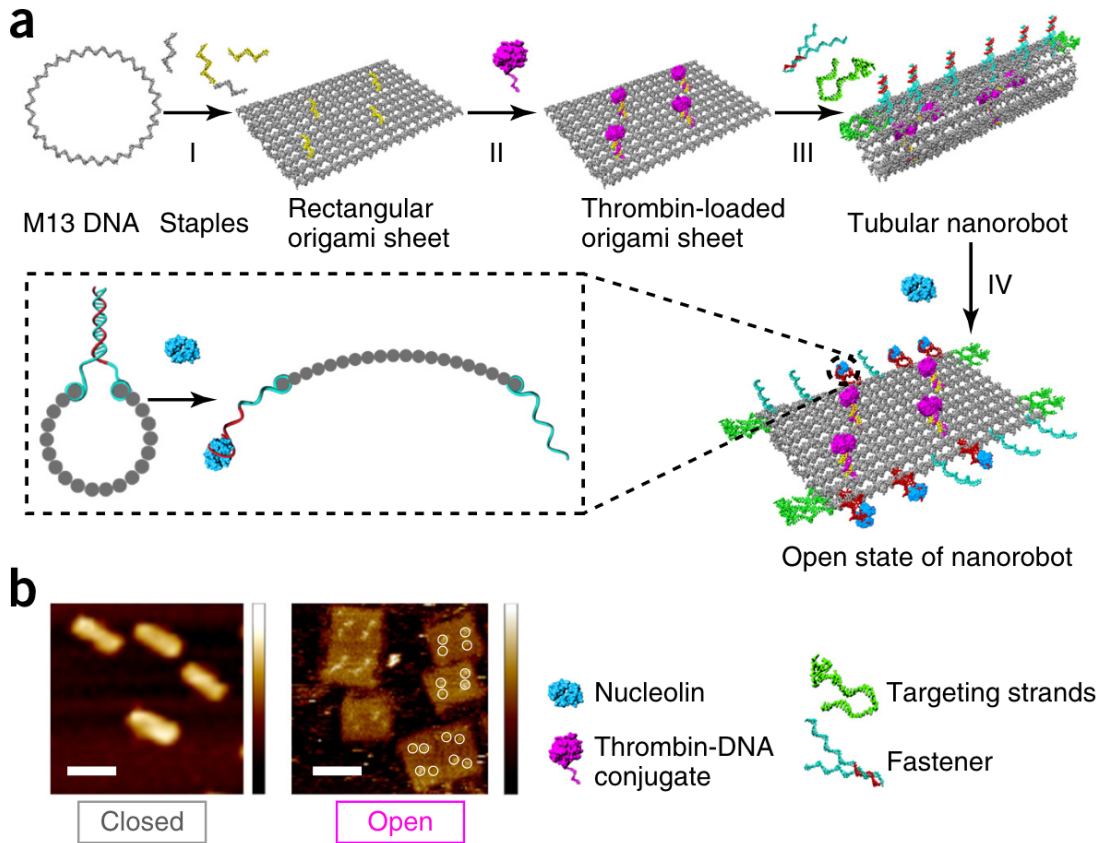 a
I
II
III
M13 DNA
Staples
Rectangular
origami sheet
Thrombin-loaded
origami sheet
Tubular nanorobot
IV
Open state of nanorobot
b
Closed
Open
Nucleolin
Thrombin-DNA
conjugate
Targeting strands
Fastener